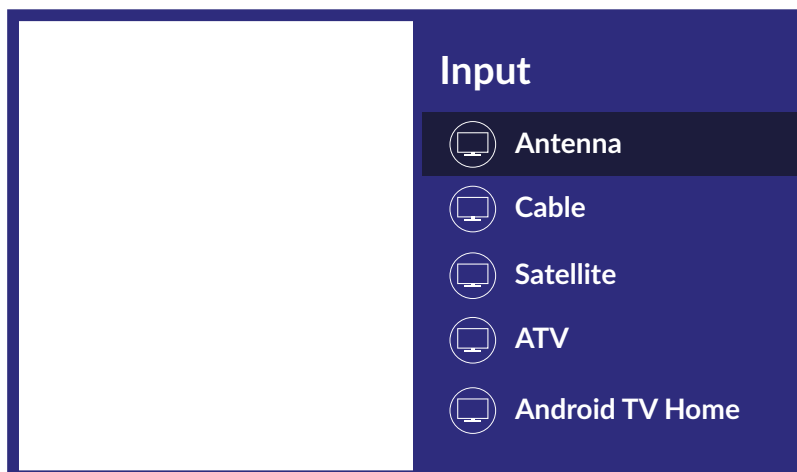 Input
Antenna
Cable
Satellite
ATV
Android TV Home